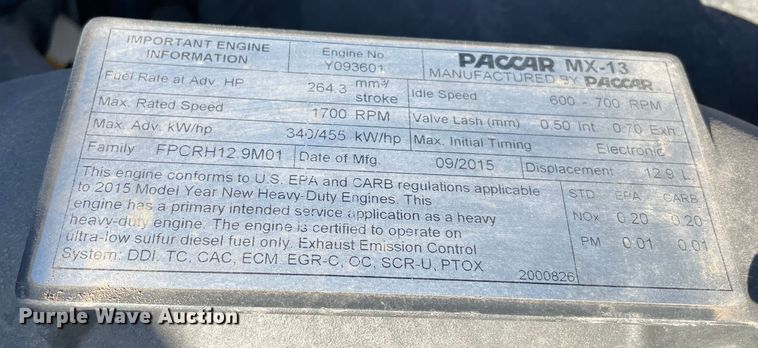 IMPORTANT ENGINE INFORMATION
Engine No. Y093601
PACCAR MX-13
MANUFACTURED BY PACCAR
Fuel Rate at Adv. HP 264.3 mm³/stroke
Idle Speed 600 - 700 RPM
Max. Rated Speed 1700 RPM
Valve Lash (mm) 0.50 Int. 0.70 Exh.
Max. Adv. kW/hp 340/455 kW/hp
Max. Initial Timing Electronic
Family FPCRH12.9M01
Date of Mfg. 09/2015
Displacement 12.9 L
This engine conforms to U.S. EPA and CARB regulations applicable
to 2015 Model Year New Heavy-Duty Engines. This
engine has a primary intended service application as a heavy
heavy-duty engine. The engine is certified to operate on
ultra-low sulfur diesel fuel only. Exhaust Emission Control
System: DDI, TC, CAC, ECM, EGR-C, OC, SCR-U, PTOX
STD EPA CARB
NOx 0.20 0.20
PM 0.01 0.01
2000826
Purple Wave Auction